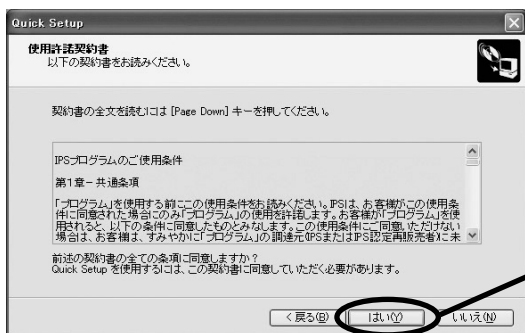 Quick Setup
使用許諾契約書
以下の契約書をお読みください。
契約書の全文を読むには [Page Down] キーを押してください。
IPSプログラムのご使用条件
第1章－共通条項
「プログラム」を使用する前にこの使用条件をお読みください。IPSは、お客様がこの使用条
件に同意された場合にのみ「プログラム」の使用を許諾します。お客様が「プログラム」を使
用されると、以下の条件に同意したものとみなします。この使用条件にご同意いただけない
場合は、お客様は、すみやかに「プログラム」の調達元(IPSまたはIPS認定再販売者)に未
前述の契約書の全ての条項に同意しますか?
Quick Setup を使用するには、この契約書に同意していただく必要があります。
< 戻る(B)
はい(Y)
いいえ(N)